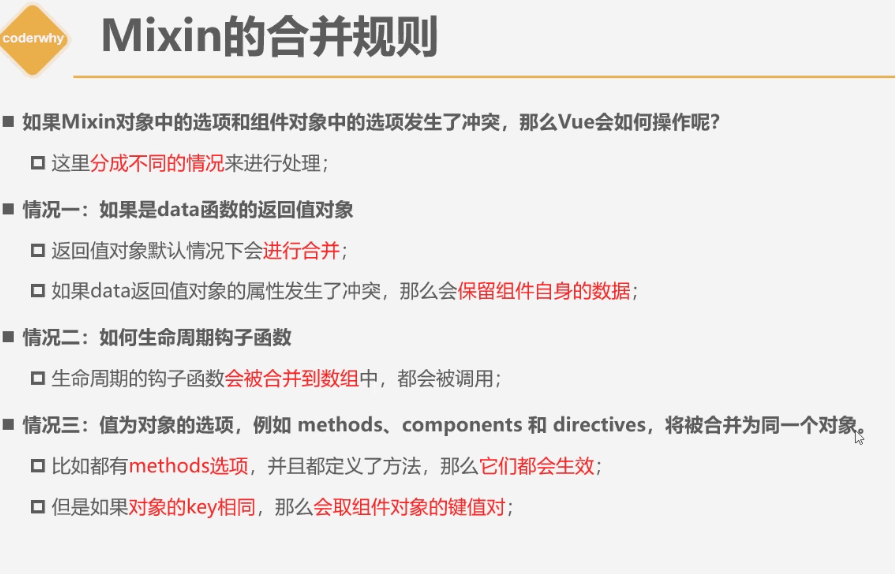 coderwhy
Mixin的合并规则
如果Mixin对象中的选项和组件对象中的选项发生了冲突，那么Vue会如何操作呢？
这里分成不同的情况来进行处理；
情况一：如果是data函数的返回值对象
返回值对象默认情况下会进行合并；
如果data返回值对象的属性发生了冲突，那么会保留组件自身的数据；
情况二：如何生命周期钩子函数
生命周期的钩子函数会被合并到数组中，都会被调用；
情况三：值为对象的选项，例如 methods、components 和 directives，将被合并为同一个对象。
比如都有methods选项，并且都定义了方法，那么它们都会生效；
但是如果对象的key相同，那么会取组件对象的键值对；